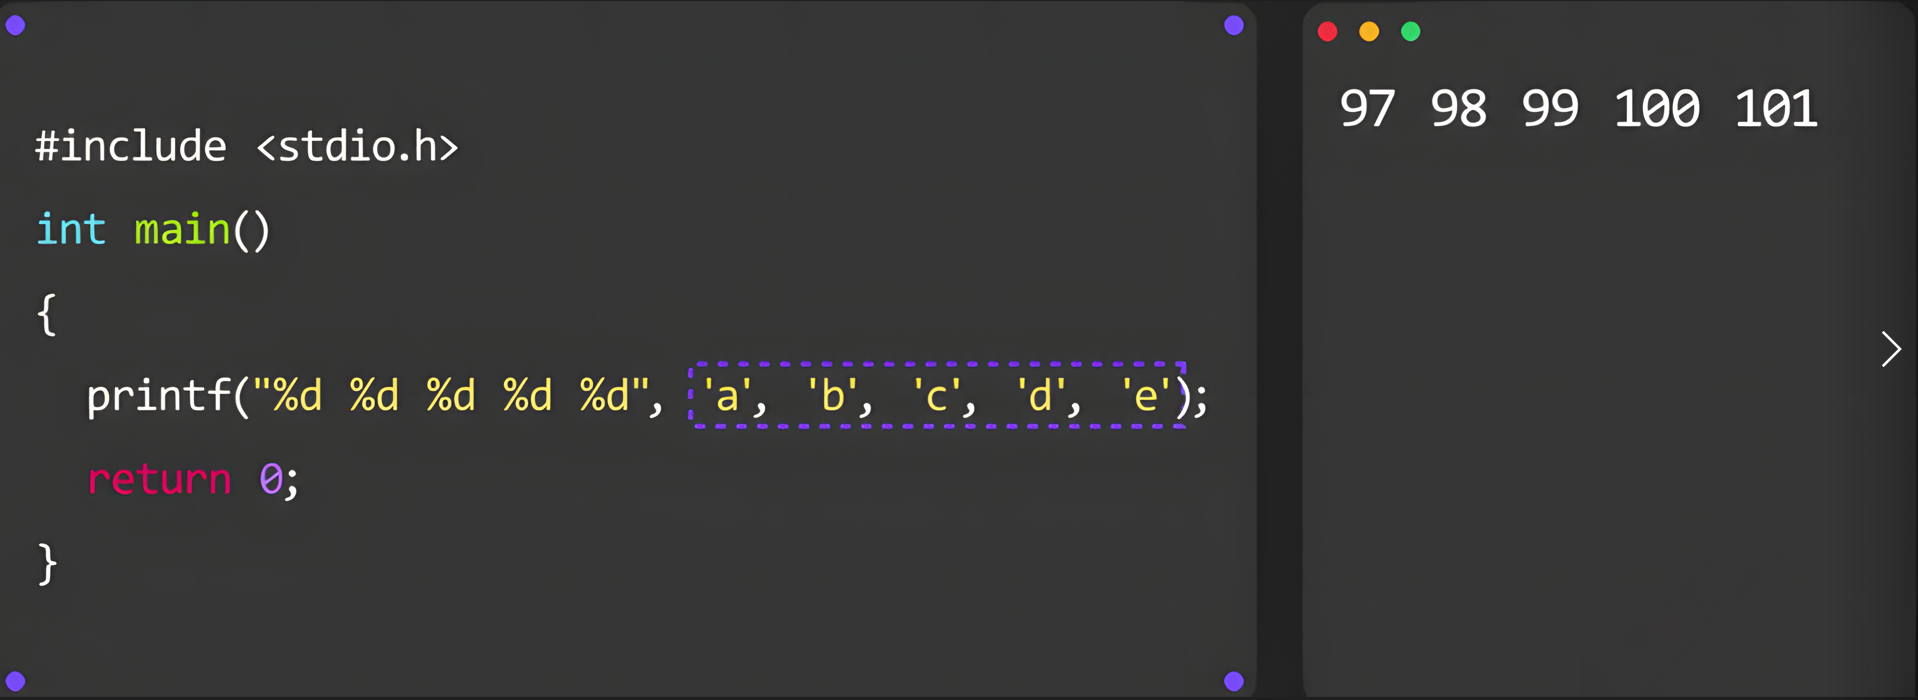 #include <stdio.h>
int main()
{
printf("%d %d %d %d %d", 'a', 'b', 'c', 'd', 'e');
return 0;
}
97 98 99 100 101